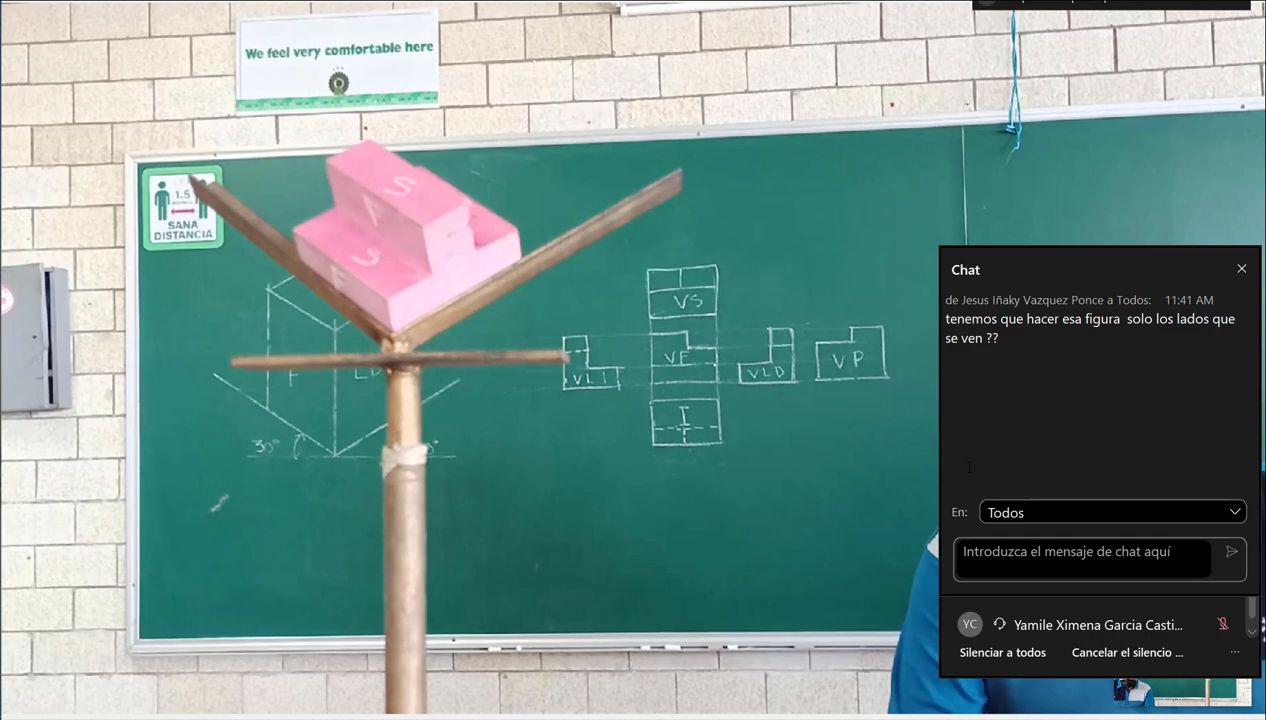 We feel very comfortable here
1.5
SANA
DISTANCIA
S
F
S
F
F
LD
30°
VS
VLI
VF
VLD
VP
Chat
de Jesus Iñaky Vazquez Ponce a Todos: 11:41 AM
tenemos que hacer esa figura solo los lados que
se ven ??
En: Todos
Introduzca el mensaje de chat aquí
YC Yamile Ximena Garcia Casti...
Silenciar a todos Cancelar el silencio ... ...